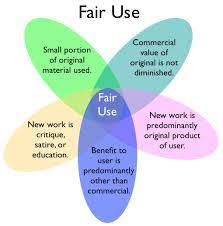 Fair Use
Small portion
of original
material used.
Commercial
value of
original is not
diminished.
Fair
Use
New work is
critique,
satire, or
education.
New work is
predominantly
original product
of user.
Benefit to
user is
predominantly
other than
commercial.